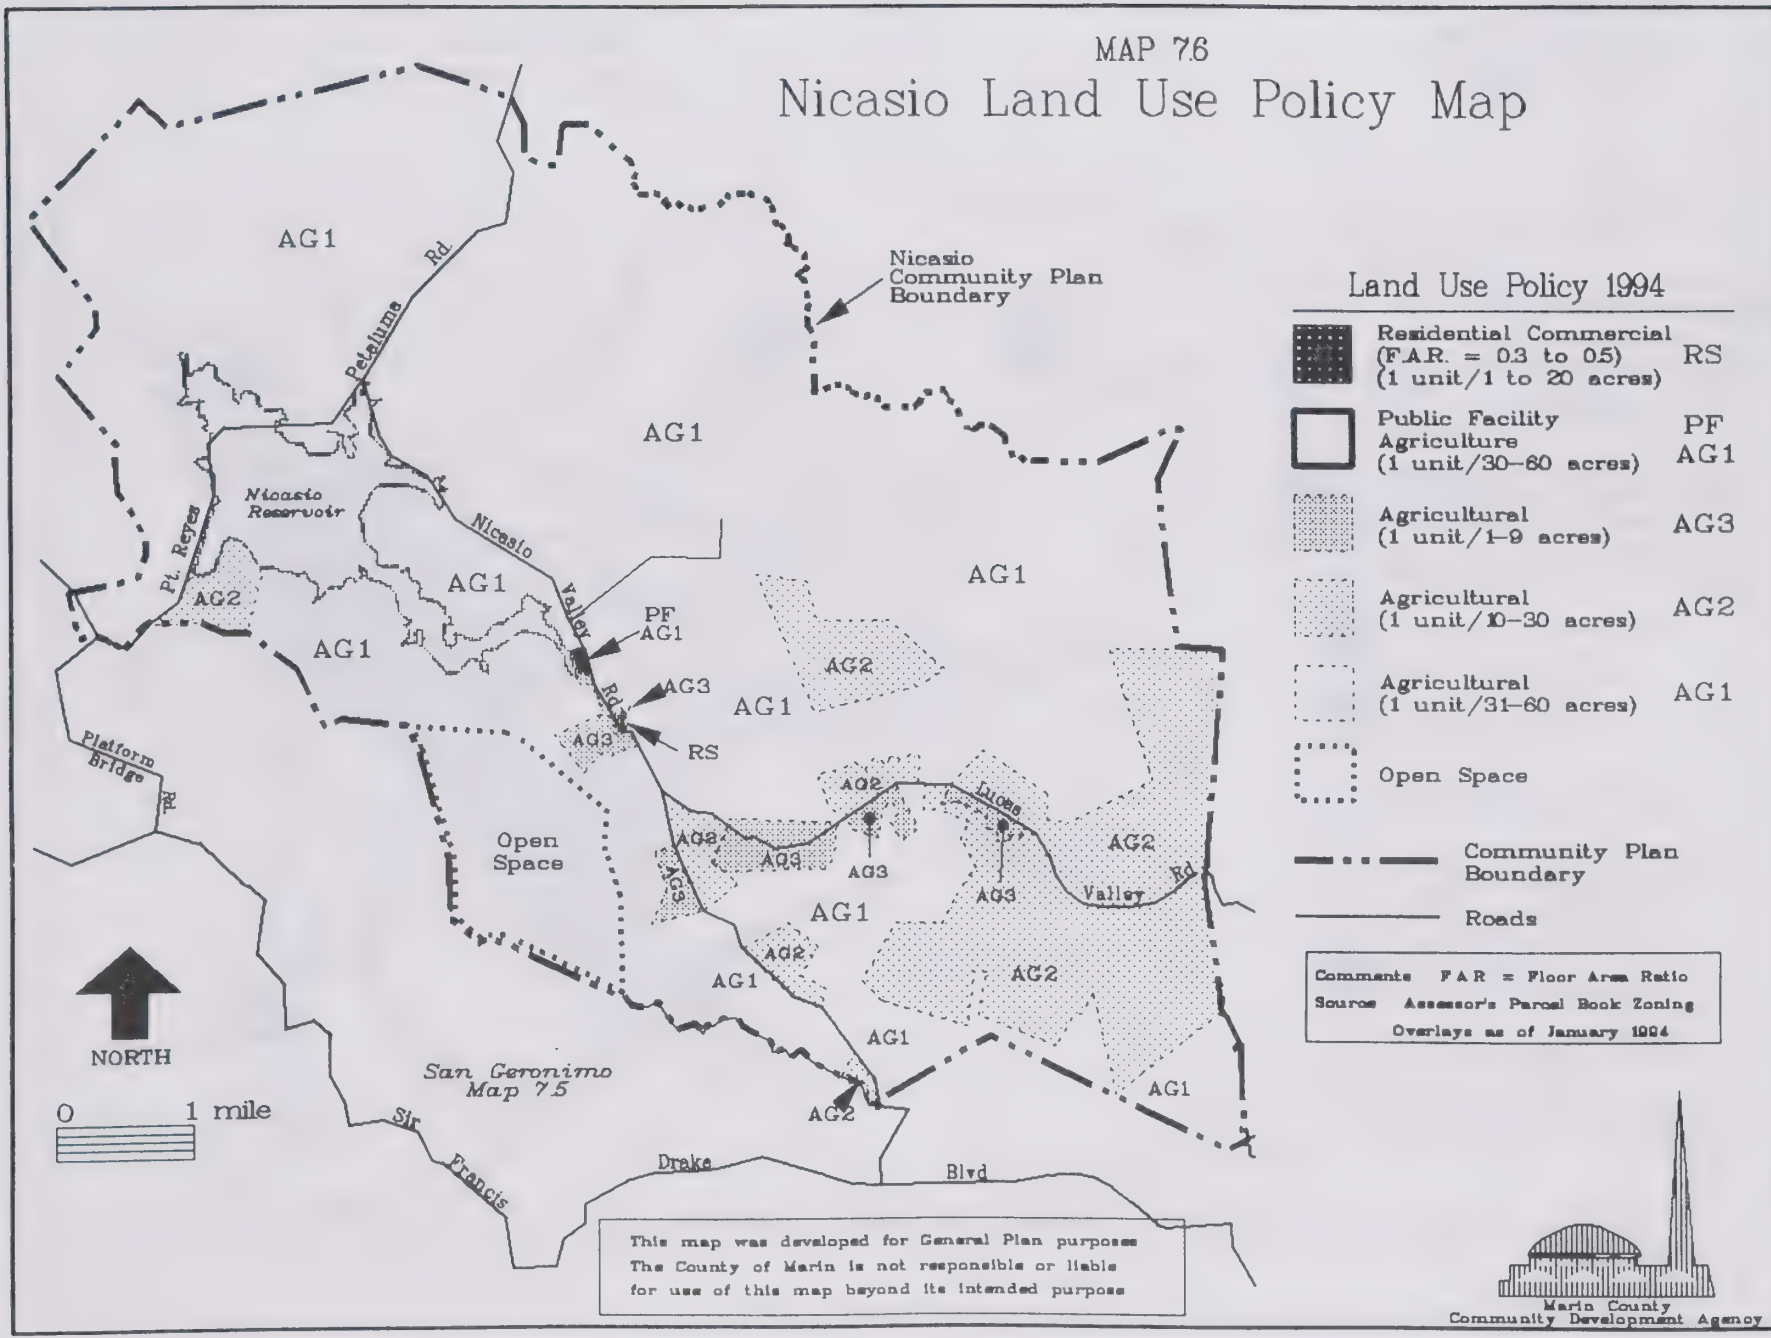 MAP 7.6
Nicasio Land Use Policy Map
AG1
Rd.
Petaluma
Nicasio
Community Plan
Boundary
AG1
Nicasio
Reservoir
Pt. Reyes
Nicasio
Valley
Rd.
AG1
AG1
AG2
AG1
PF
AG1
AG2
AG3
AG1
AG3
RS
Platform
Bridge
Rd.
Open
Space
AG2
Lucas
AG2
AG3
AG3
AG2
AG3
AG3
Valley
Rd
AG1
AG2
AG2
AG1
AG1
AG1
AG2
San Geronimo
Map 7.5
Sir
Francis
Drake
Blvd
NORTH
0 1 mile
Land Use Policy 1994
Residential Commercial
(F.A.R. = 0.3 to 0.5) RS
(1 unit/1 to 20 acres)
Public Facility PF
Agriculture AG1
(1 unit/30-60 acres)
Agricultural AG3
(1 unit/1-9 acres)
Agricultural AG2
(1 unit/10-30 acres)
Agricultural AG1
(1 unit/31-60 acres)
Open Space
Community Plan
Boundary
Roads
Comments F A R = Floor Area Ratio
Source Assessor's Parcel Book Zoning
Overlays as of January 1994
This map was developed for General Plan purposes
The County of Marin is not responsible or liable
for use of this map beyond its intended purpose
Marin County
Community Development Agency